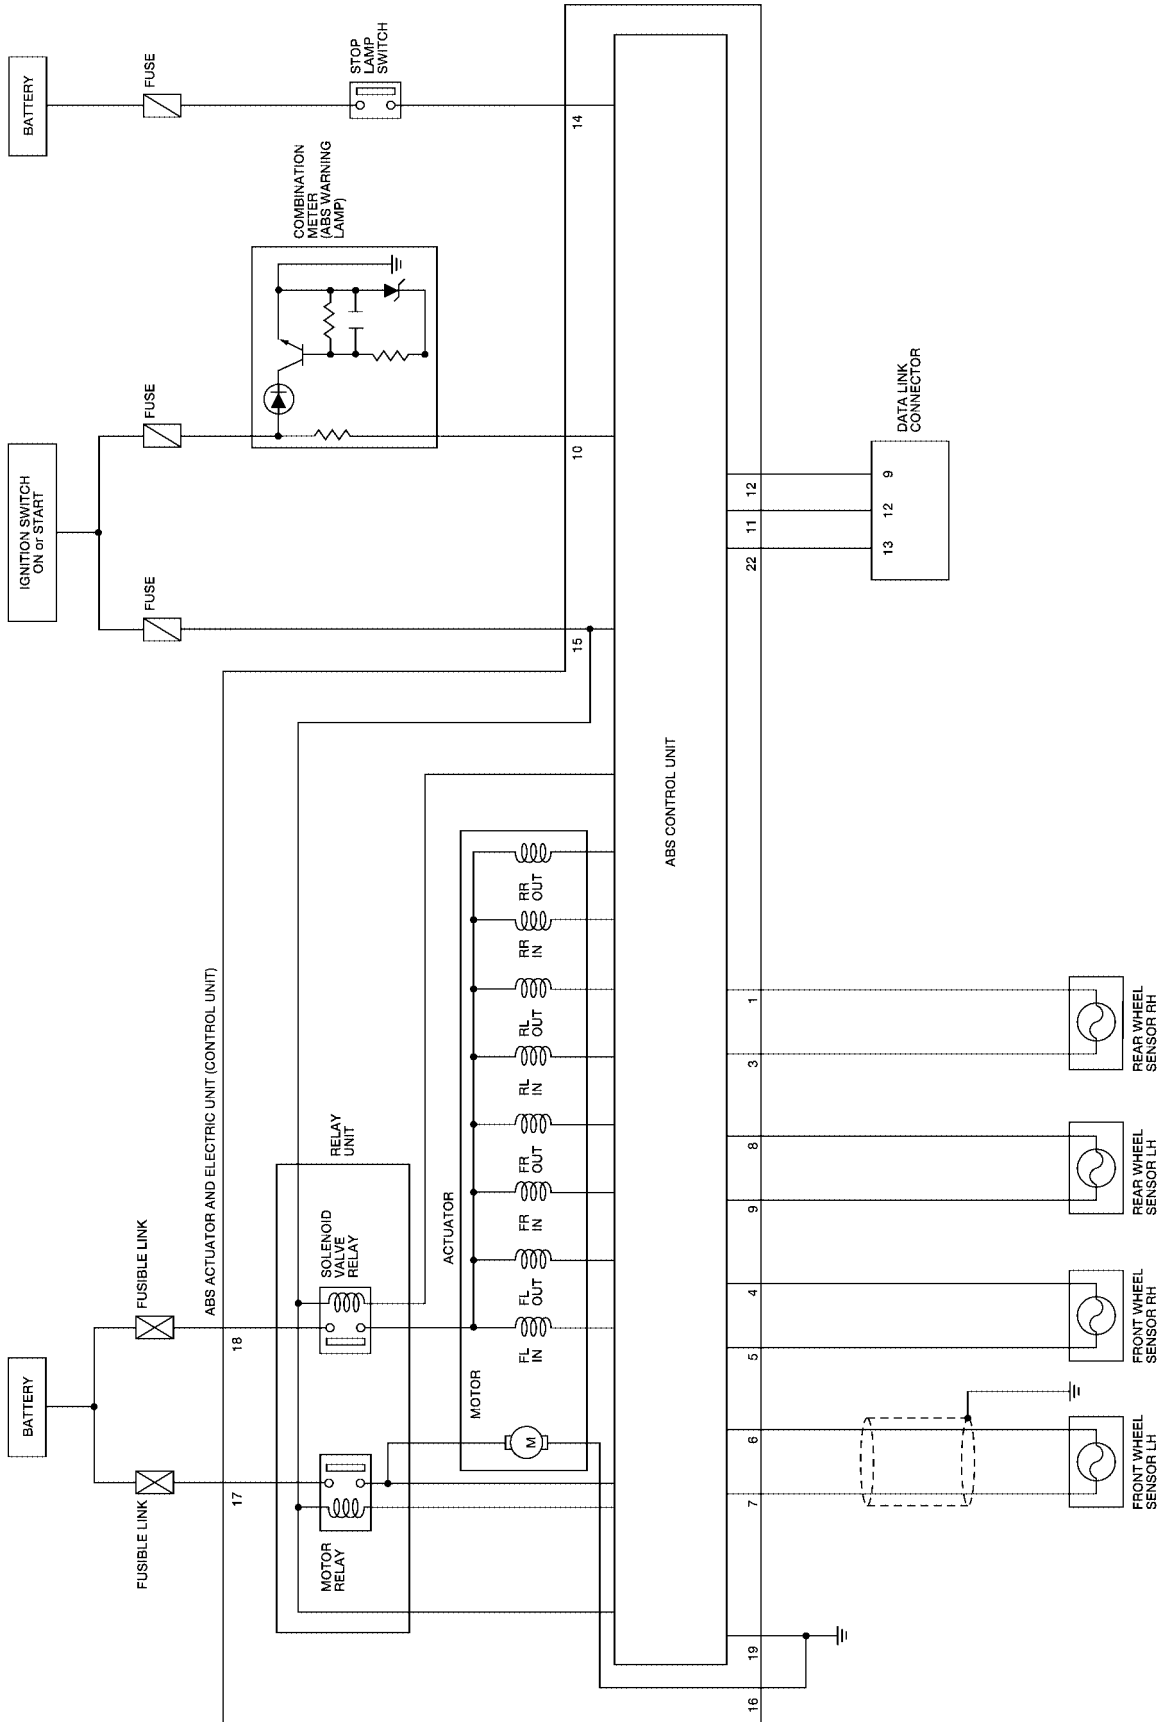 BATTERY
FUSIBLE LINK
FUSIBLE LINK
17
18
ABS ACTUATOR AND ELECTRIC UNIT (CONTROL UNIT)
IGNITION SWITCH
ON or START
FUSE
FUSE
15
10
COMBINATION
METER
(ABS WARNING
LAMP)
BATTERY
FUSE
STOP
LAMP
SWITCH
14
MOTOR
RELAY
SOLENOID
VALVE
RELAY
RELAY
UNIT
MOTOR
M
ACTUATOR
FL
IN
FL
OUT
FR
IN
FR
OUT
RL
IN
RL
OUT
RR
IN
RR
OUT
ABS CONTROL UNIT
16
19
7
6
5
4
9
8
3
1
22
11
12
13
12
9
DATA LINK
CONNECTOR
FRONT WHEEL
SENSOR LH
FRONT WHEEL
SENSOR RH
REAR WHEEL
SENSOR LH
REAR WHEEL
SENSOR RH